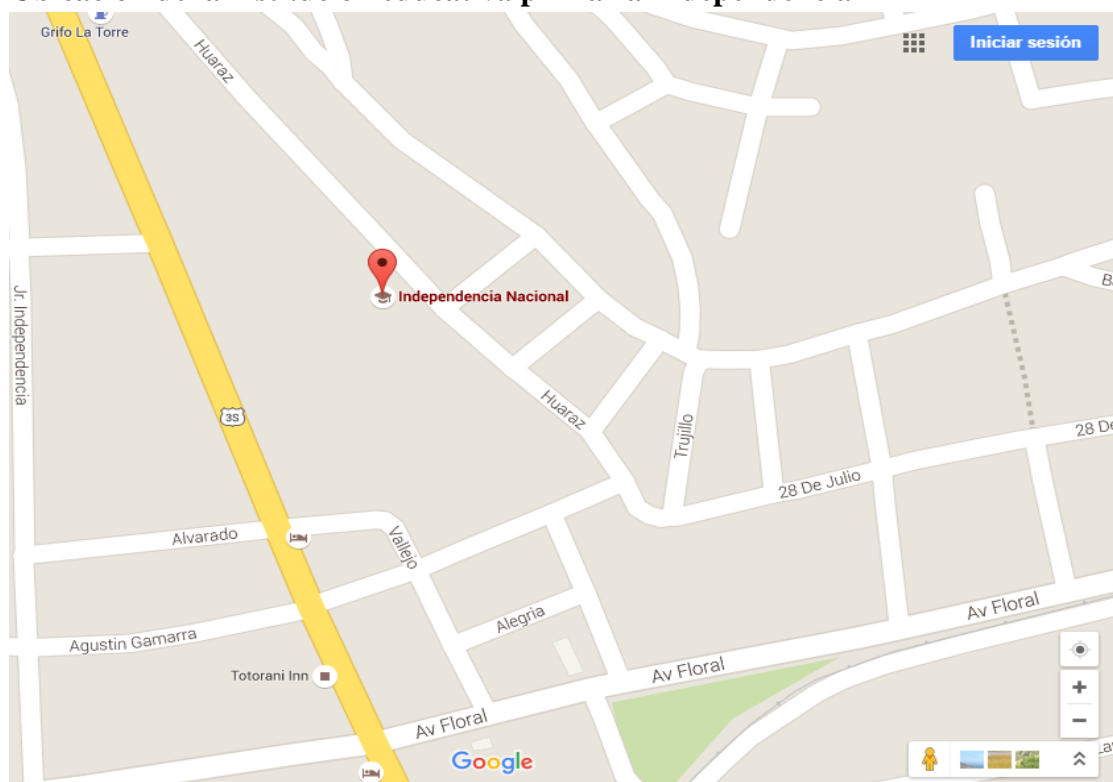 Grifo La Torre
Huaraz
Iniciar sesión
Independencia Nacional
Jr. Independencia
3S
Huaraz
Trujillo
28 De
28 De Julio
Alvarado
Vallejo
Alegria
Agustin Gamarra
Av Floral
Totorani Inn
Av Floral
Av Floral
Google